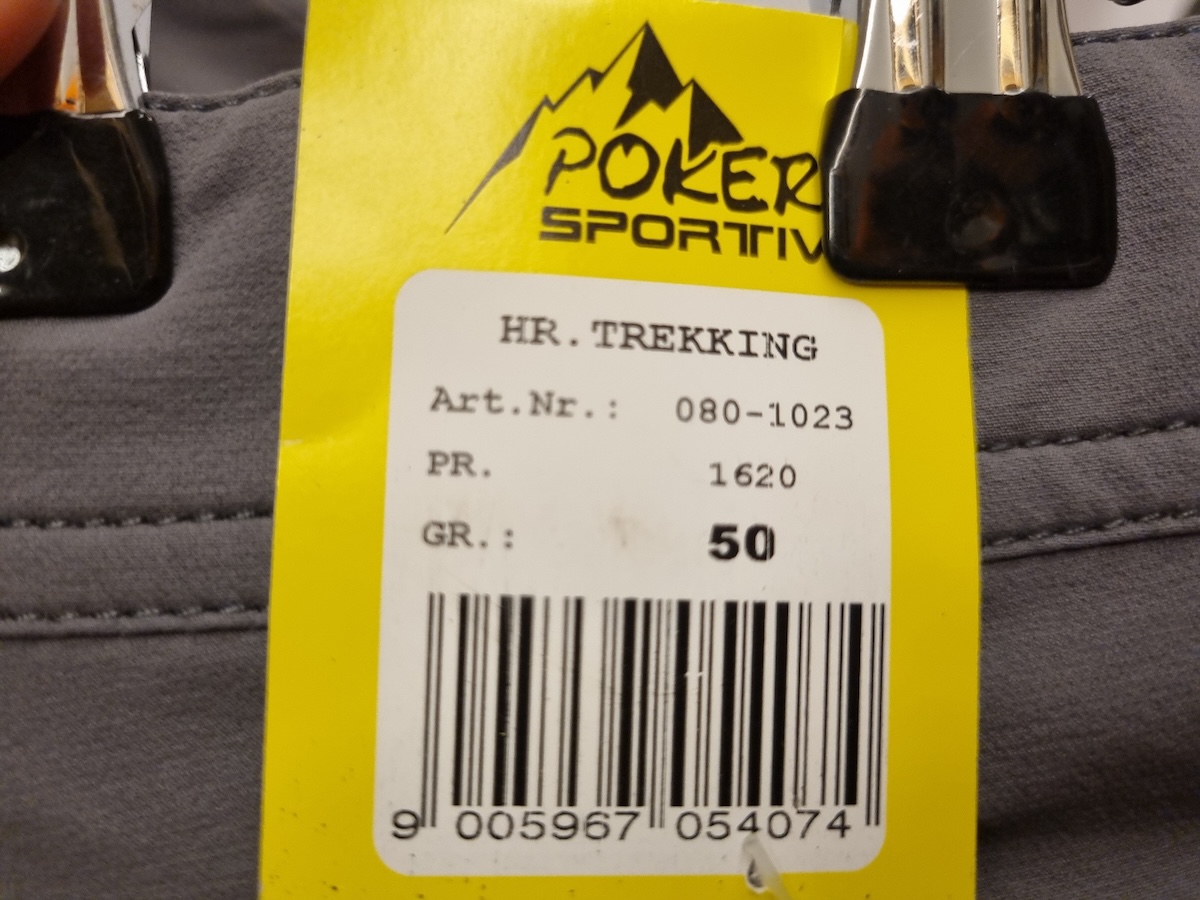 POKER
SPORTIV
HR.TREKKING
Art.Nr.: 080-1023
PR. 1620
GR.: 50
9 005967 054074